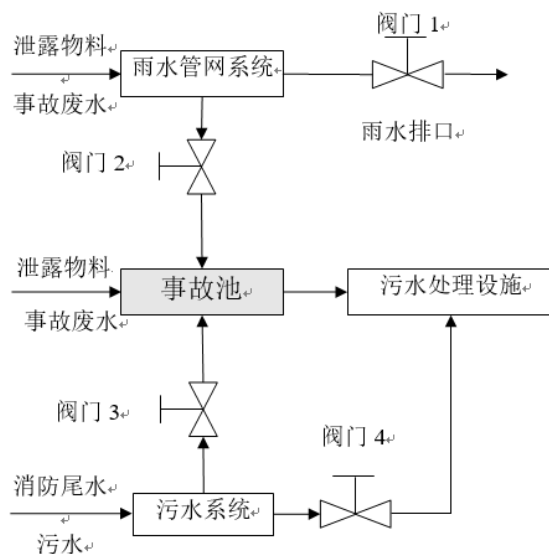 阀门 1
泄露物料
雨水管网系统
事故废水
雨水排口
阀门 2
泄露物料
事故池
污水处理设施
事故废水
阀门 3
阀门 4
消防尾水
污水系统
污水